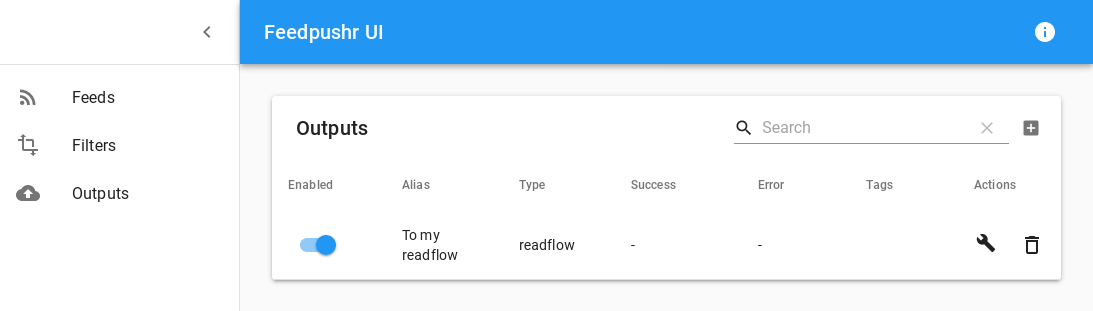 Feedpushr UI
Feeds
Filters
Outputs
Outputs
Search
Enabled Alias Type Success Error Tags Actions
To my
readflow
readflow - -